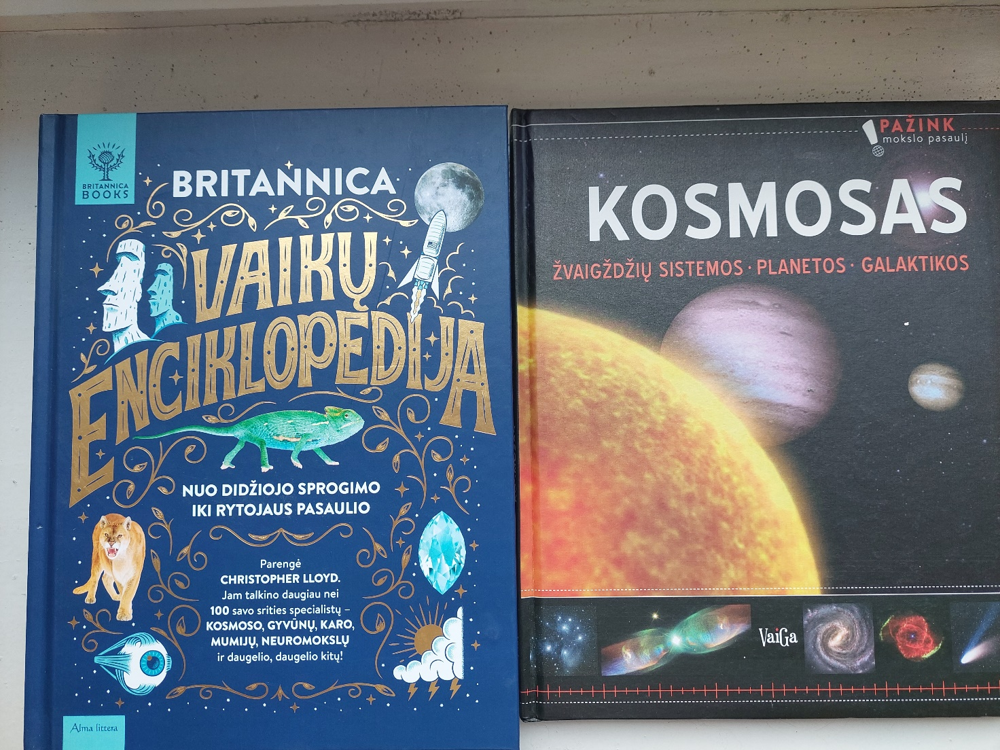 BRITANNICA
BOOKS
BRITANNICA
VAIKŲ
ENCIKLOPEDIJA
NUO DIDŽIOJO SPROGIMO
IKI RYTOJAUS PASAULIO
Parengė
CHRISTOPHER LLOYD.
Jam talkino daugiau nei
100 savo srities specialistų –
KOSMOSO, GYVŪNŲ, KARO,
MUMIJŲ, NEUROMOKSLŲ
ir daugelio, daugelio kitų!
Alma littera
PAŽINK
mokslo pasaulį
KOSMOSAS
ŽVAIGŽDŽIŲ SISTEMOS · PLANETOS · GALAKTIKOS
VaiGa